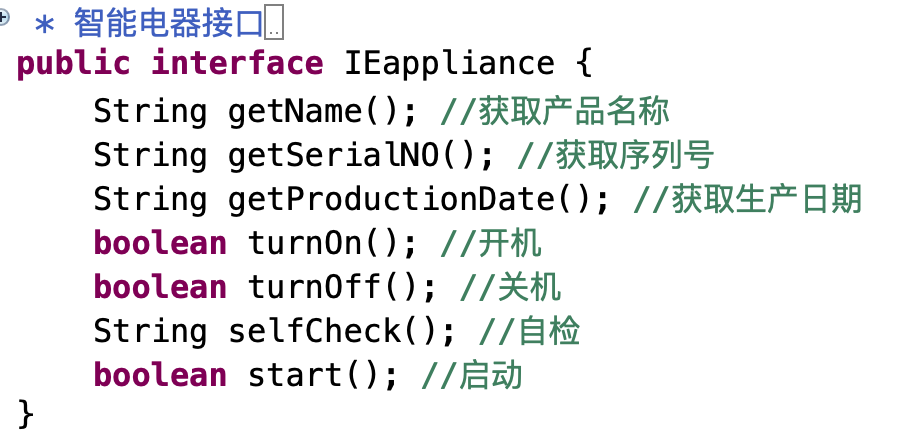 * 智能电器接口..
public interface IEappliance {
    String getName(); //获取产品名称
    String getSerialNO(); //获取序列号
    String getProductionDate(); //获取生产日期
    boolean turnOn(); //开机
    boolean turnOff(); //关机
    String selfCheck(); //自检
    boolean start(); //启动
}